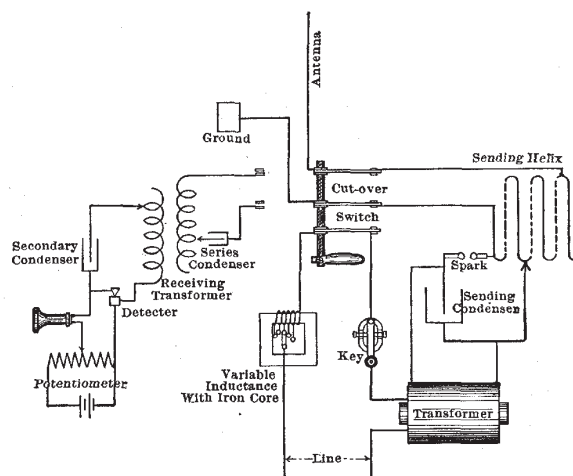 Antenna
Ground
Sending Helix
Cut-over
Switch
Secondary
Condenser
Series
Condenser
Receiving
Transformer
Detecter
Spark
Sending
Condenser
Key
Potentiometer
Variable
Inductance
With Iron Core
Transformer
Line